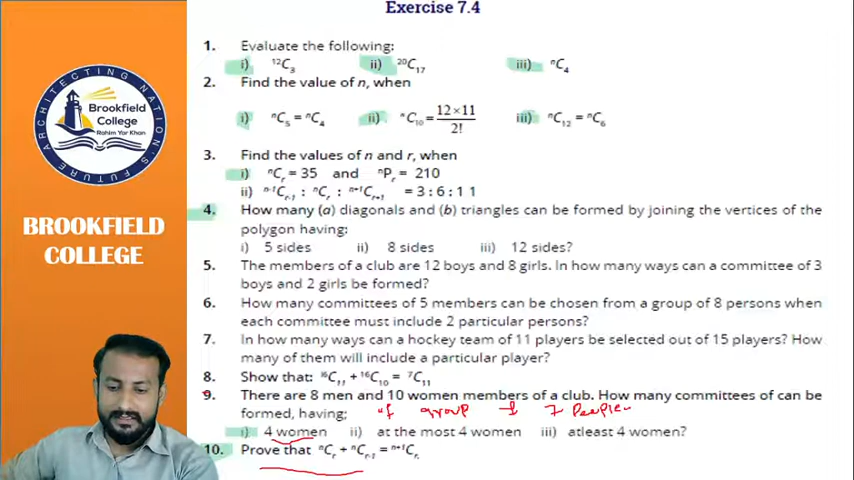 Exercise 7.4
1. Evaluate the following:
i) ¹²C₃ ii) ²⁰C₁₇ iii) ⁿC₄
2. Find the value of n, when
i) ⁿC₅ = ⁿC₄ ii) ⁿC₁₀ = 12×11/2! iii) ⁿC₁₂ = ⁿC₆
3. Find the values of n and r, when
i) ⁿCᵣ = 35 and ⁿPᵣ = 210
ii) ⁿ⁻¹Cᵣ₋₁ : ⁿCᵣ : ⁿ⁺¹Cᵣ₊₁ = 3 : 6 : 1 1
4. How many (a) diagonals and (b) triangles can be formed by joining the vertices of the
polygon having:
i) 5 sides ii) 8 sides iii) 12 sides?
5. The members of a club are 12 boys and 8 girls. In how many ways can a committee of 3
boys and 2 girls be formed?
6. How many committees of 5 members can be chosen from a group of 8 persons when
each committee must include 2 particular persons?
7. In how many ways can a hockey team of 11 players be selected out of 15 players? How
many of them will include a particular player?
8. Show that: ¹⁶C₁₁ + ¹⁶C₁₀ = ⁷C₁₁
9. There are 8 men and 10 women members of a club. How many committees of can be
formed, having; of group of 7 People
i) 4 women ii) at the most 4 women iii) atleast 4 women?
10. Prove that ⁿCᵣ + ⁿCᵣ₋₁ = ⁿ⁺¹Cᵣ.
ARCHITECTING NATION'S FUTURE
Brookfield
College
Rahim Yar Khan
BROOKFIELD
COLLEGE